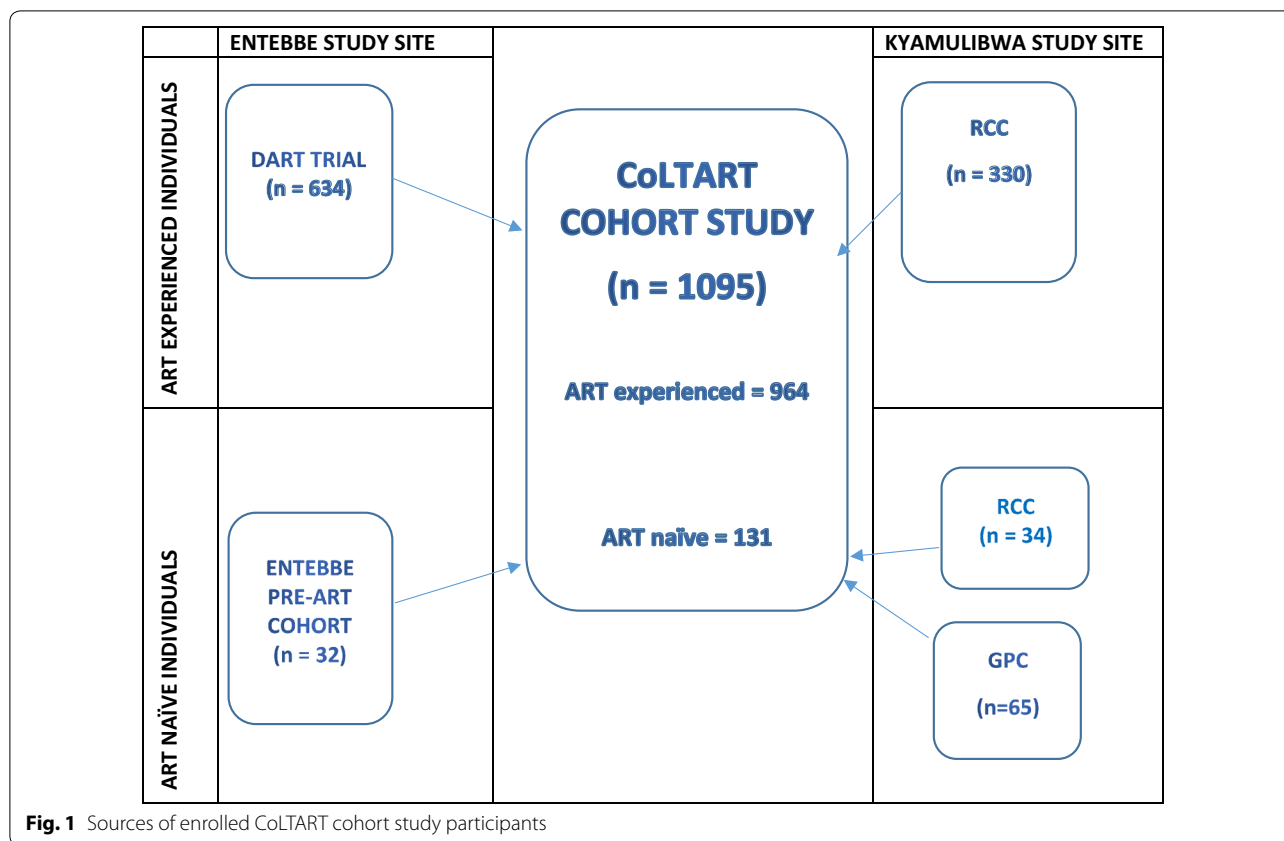 ENTEBBE STUDY SITE
KYAMULIBWA STUDY SITE
ART EXPERIENCED INDIVIDUALS
DART TRIAL
(n = 634)
CoLTART
COHORT STUDY
(n = 1095)
ART experienced = 964
ART naïve = 131
RCC
(n = 330)
ART NAÏVE INDIVIDUALS
ENTEBBE
PRE-ART
COHORT
(n = 32)
RCC
(n = 34)
GPC
(n=65)
Fig. 1 Sources of enrolled CoLTART cohort study participants